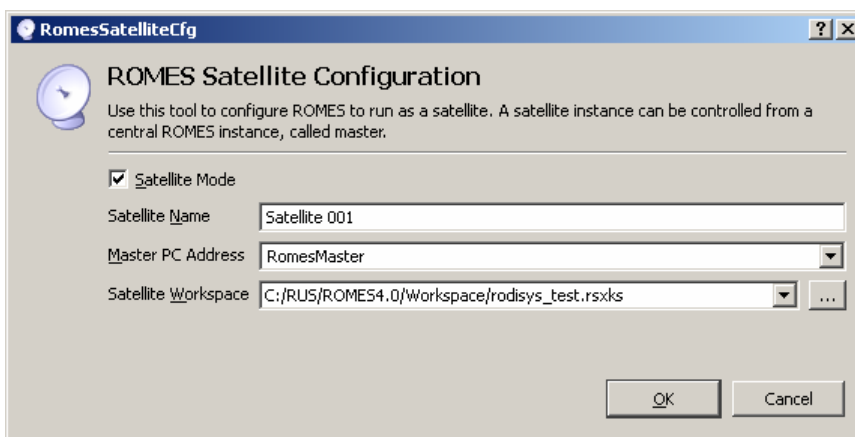 RomesSatelliteCfg
ROMES Satellite Configuration
Use this tool to configure ROMES to run as a satellite. A satellite instance can be controlled from a
central ROMES instance, called master.
Satellite Mode
Satellite Name Satellite 001
Master PC Address RomesMaster
Satellite Workspace C:/RUS/ROMES4.0/Workspace/rodisys_test.rsxks ...
OK Cancel